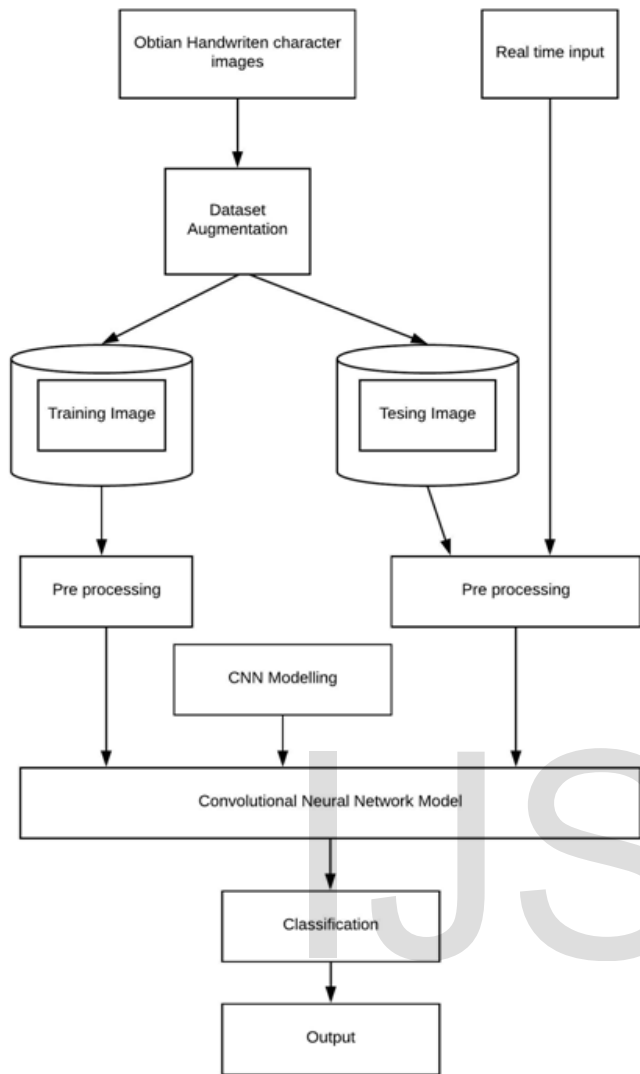 Obtian Handwriten character
images
Real time input
Dataset
Augmentation
Training Image
Tesing Image
Pre processing
Pre processing
CNN Modelling
Convolutional Neural Network Model
Classification
Output
IJS